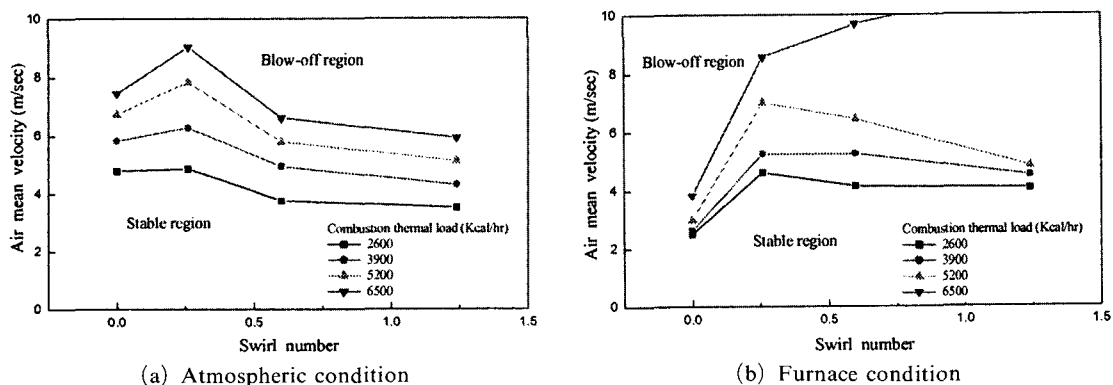 10
8
6
4
2
0
Air mean velocity (m/sec)
Blow-off region
Stable region
Combustion thermal load (Kcal/hr)
2600
3900
5200
6500
0.0 0.5 1.0 1.5
Swirl number
(a) Atmospheric condition
10
8
6
4
2
0
Air mean velocity (m/sec)
Blow-off region
Stable region
Combustion thermal load (Kcal/hr)
2600
3900
5200
6500
0.0 0.5 1.0 1.5
Swirl number
(b) Furnace condition